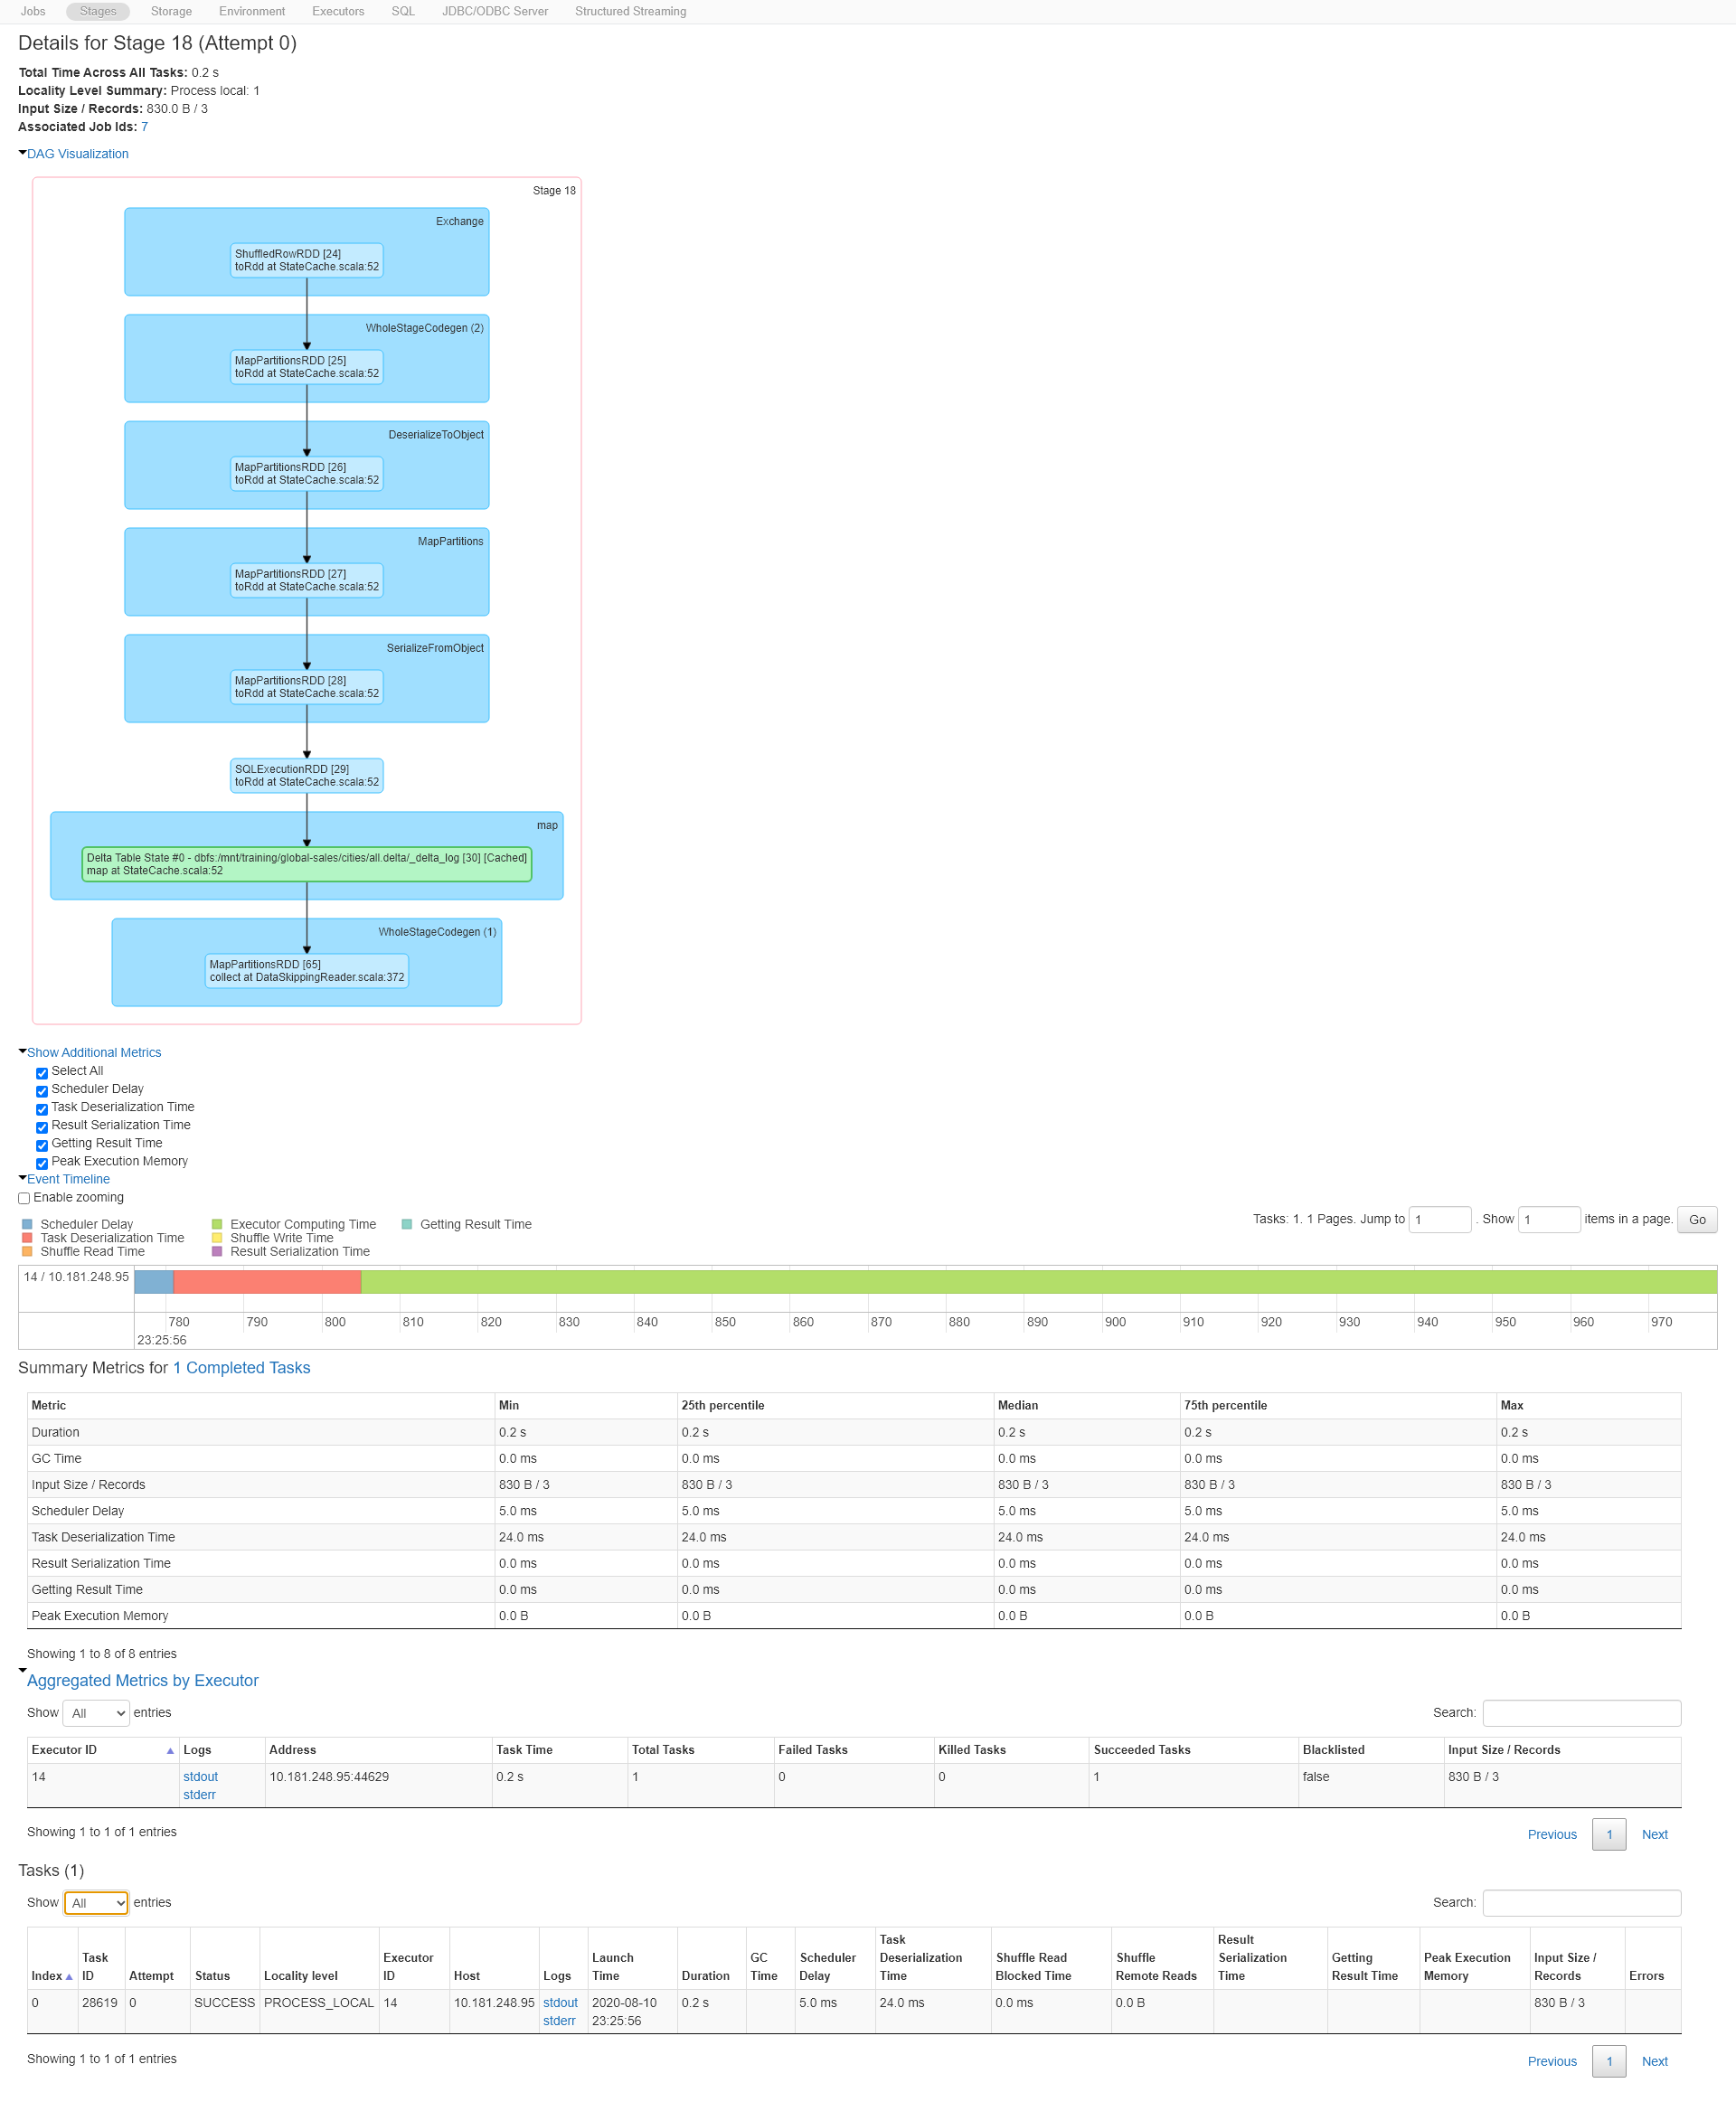 Jobs Stages Storage Environment Executors SQL JDBC/ODBC Server Structured Streaming
Details for Stage 18 (Attempt 0)
Total Time Across All Tasks: 0.2 s
Locality Level Summary: Process local: 1
Input Size / Records: 830.0 B / 3
Associated Job Ids: 7
DAG Visualization
Stage 18
Exchange
ShuffledRowRDD [24]
toRdd at StateCache.scala:52
WholeStageCodegen (2)
MapPartitionsRDD [25]
toRdd at StateCache.scala:52
DeserializeToObject
MapPartitionsRDD [26]
toRdd at StateCache.scala:52
MapPartitions
MapPartitionsRDD [27]
toRdd at StateCache.scala:52
SerializeFromObject
MapPartitionsRDD [28]
toRdd at StateCache.scala:52
SQLExecutionRDD [29]
toRdd at StateCache.scala:52
map
Delta Table State #0 - dbfs:/mnt/training/global-sales/cities/all.delta/_delta_log [30] [Cached]
map at StateCache.scala:52
WholeStageCodegen (1)
MapPartitionsRDD [65]
collect at DataSkippingReader.scala:372
Show Additional Metrics
Select All
Scheduler Delay
Task Deserialization Time
Result Serialization Time
Getting Result Time
Peak Execution Memory
Event Timeline
Enable zooming
Tasks: 1. 1 Pages. Jump to 1 . Show 1 items in a page. Go
Scheduler Delay Executor Computing Time Getting Result Time
Task Deserialization Time Shuffle Write Time
Shuffle Read Time Result Serialization Time
14 / 10.181.248.95
780 790 800 810 820 830 840 850 860 870 880 890 900 910 920 930 940 950 960 970
23:25:56
Summary Metrics for 1 Completed Tasks
Metric Min 25th percentile Median 75th percentile Max
Duration 0.2 s 0.2 s 0.2 s 0.2 s 0.2 s
GC Time 0.0 ms 0.0 ms 0.0 ms 0.0 ms 0.0 ms
Input Size / Records 830 B / 3 830 B / 3 830 B / 3 830 B / 3 830 B / 3
Scheduler Delay 5.0 ms 5.0 ms 5.0 ms 5.0 ms 5.0 ms
Task Deserialization Time 24.0 ms 24.0 ms 24.0 ms 24.0 ms 24.0 ms
Result Serialization Time 0.0 ms 0.0 ms 0.0 ms 0.0 ms 0.0 ms
Getting Result Time 0.0 ms 0.0 ms 0.0 ms 0.0 ms 0.0 ms
Peak Execution Memory 0.0 B 0.0 B 0.0 B 0.0 B 0.0 B
Showing 1 to 8 of 8 entries
Aggregated Metrics by Executor
Show All entries Search:
Executor ID Logs Address Task Time Total Tasks Failed Tasks Killed Tasks Succeeded Tasks Blacklisted Input Size / Records
14 stdout 10.181.248.95:44629 0.2 s 1 0 0 1 false 830 B / 3
stderr
Showing 1 to 1 of 1 entries
Previous 1 Next
Tasks (1)
Show All entries Search:
Index Task ID Attempt Status Locality level Executor ID Host Logs Launch Time Duration GC Time Scheduler Delay Task Deserialization Time Shuffle Read Blocked Time Shuffle Remote Reads Result Serialization Time Getting Result Time Peak Execution Memory Input Size / Records Errors
0 28619 0 SUCCESS PROCESS_LOCAL 14 10.181.248.95 stdout 2020-08-10 0.2 s 5.0 ms 24.0 ms 0.0 ms 0.0 B 830 B / 3
stderr 23:25:56
Showing 1 to 1 of 1 entries
Previous 1 Next